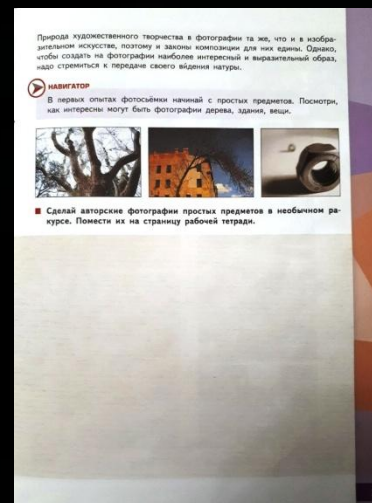 Природа художественного творчества в фотографии та же, что и в изобра-
зительном искусстве, поэтому и законы композиции для них едины. Однако,
чтобы создать на фотографии наиболее интересный и выразительный образ,
надо стремиться к передаче своего ви́дения натуры.
НАВИГАТОР
В первых опытах фотосъёмки начинай с простых предметов. Посмотри,
как интересны могут быть фотографии дерева, здания, вещи.
Сделай авторские фотографии простых предметов в необычном ра-
курсе. Помести их на страницу рабочей тетради.